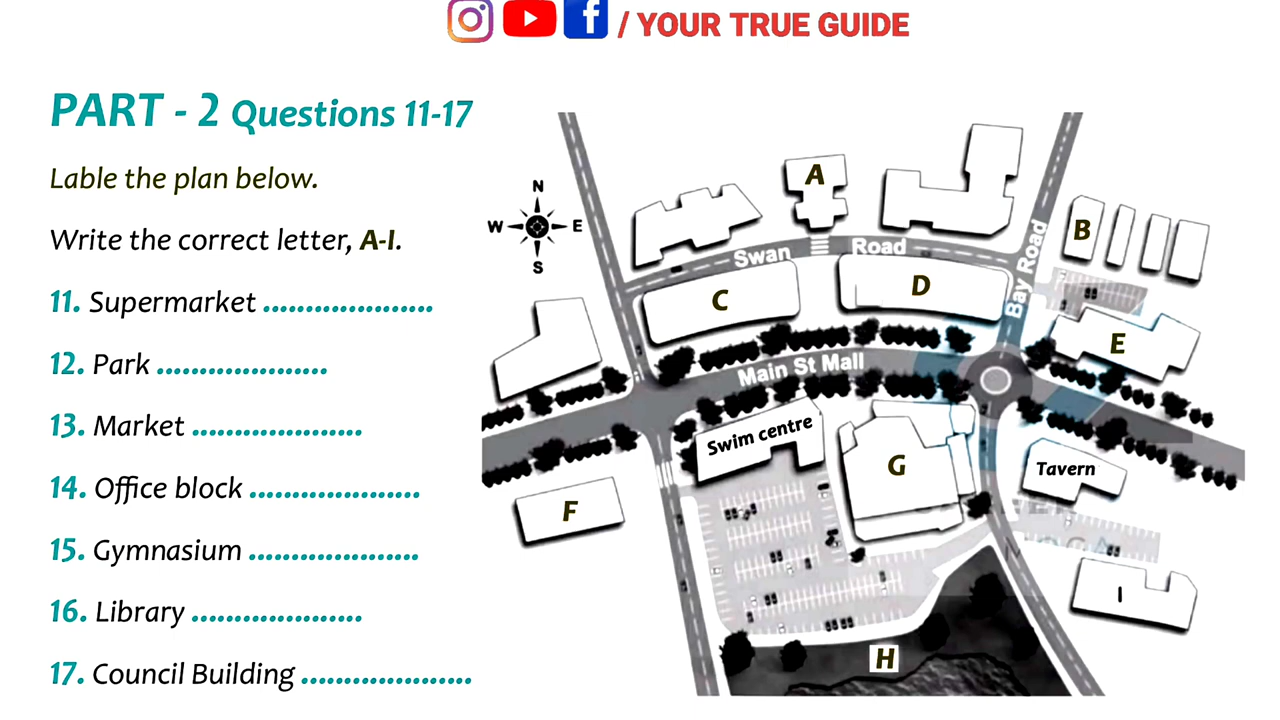 / YOUR TRUE GUIDE
PART - 2 Questions 11-17
Lable the plan below.
Write the correct letter, A-I.
11. Supermarket ....................
12. Park ....................
13. Market ....................
14. Office block ....................
15. Gymnasium ....................
16. Library ....................
17. Council Building ....................
N
W E
S
A
B
Swan Road
Bay Road
C
D
E
Main St Mall
Swim centre
G
Tavern
F
I
H